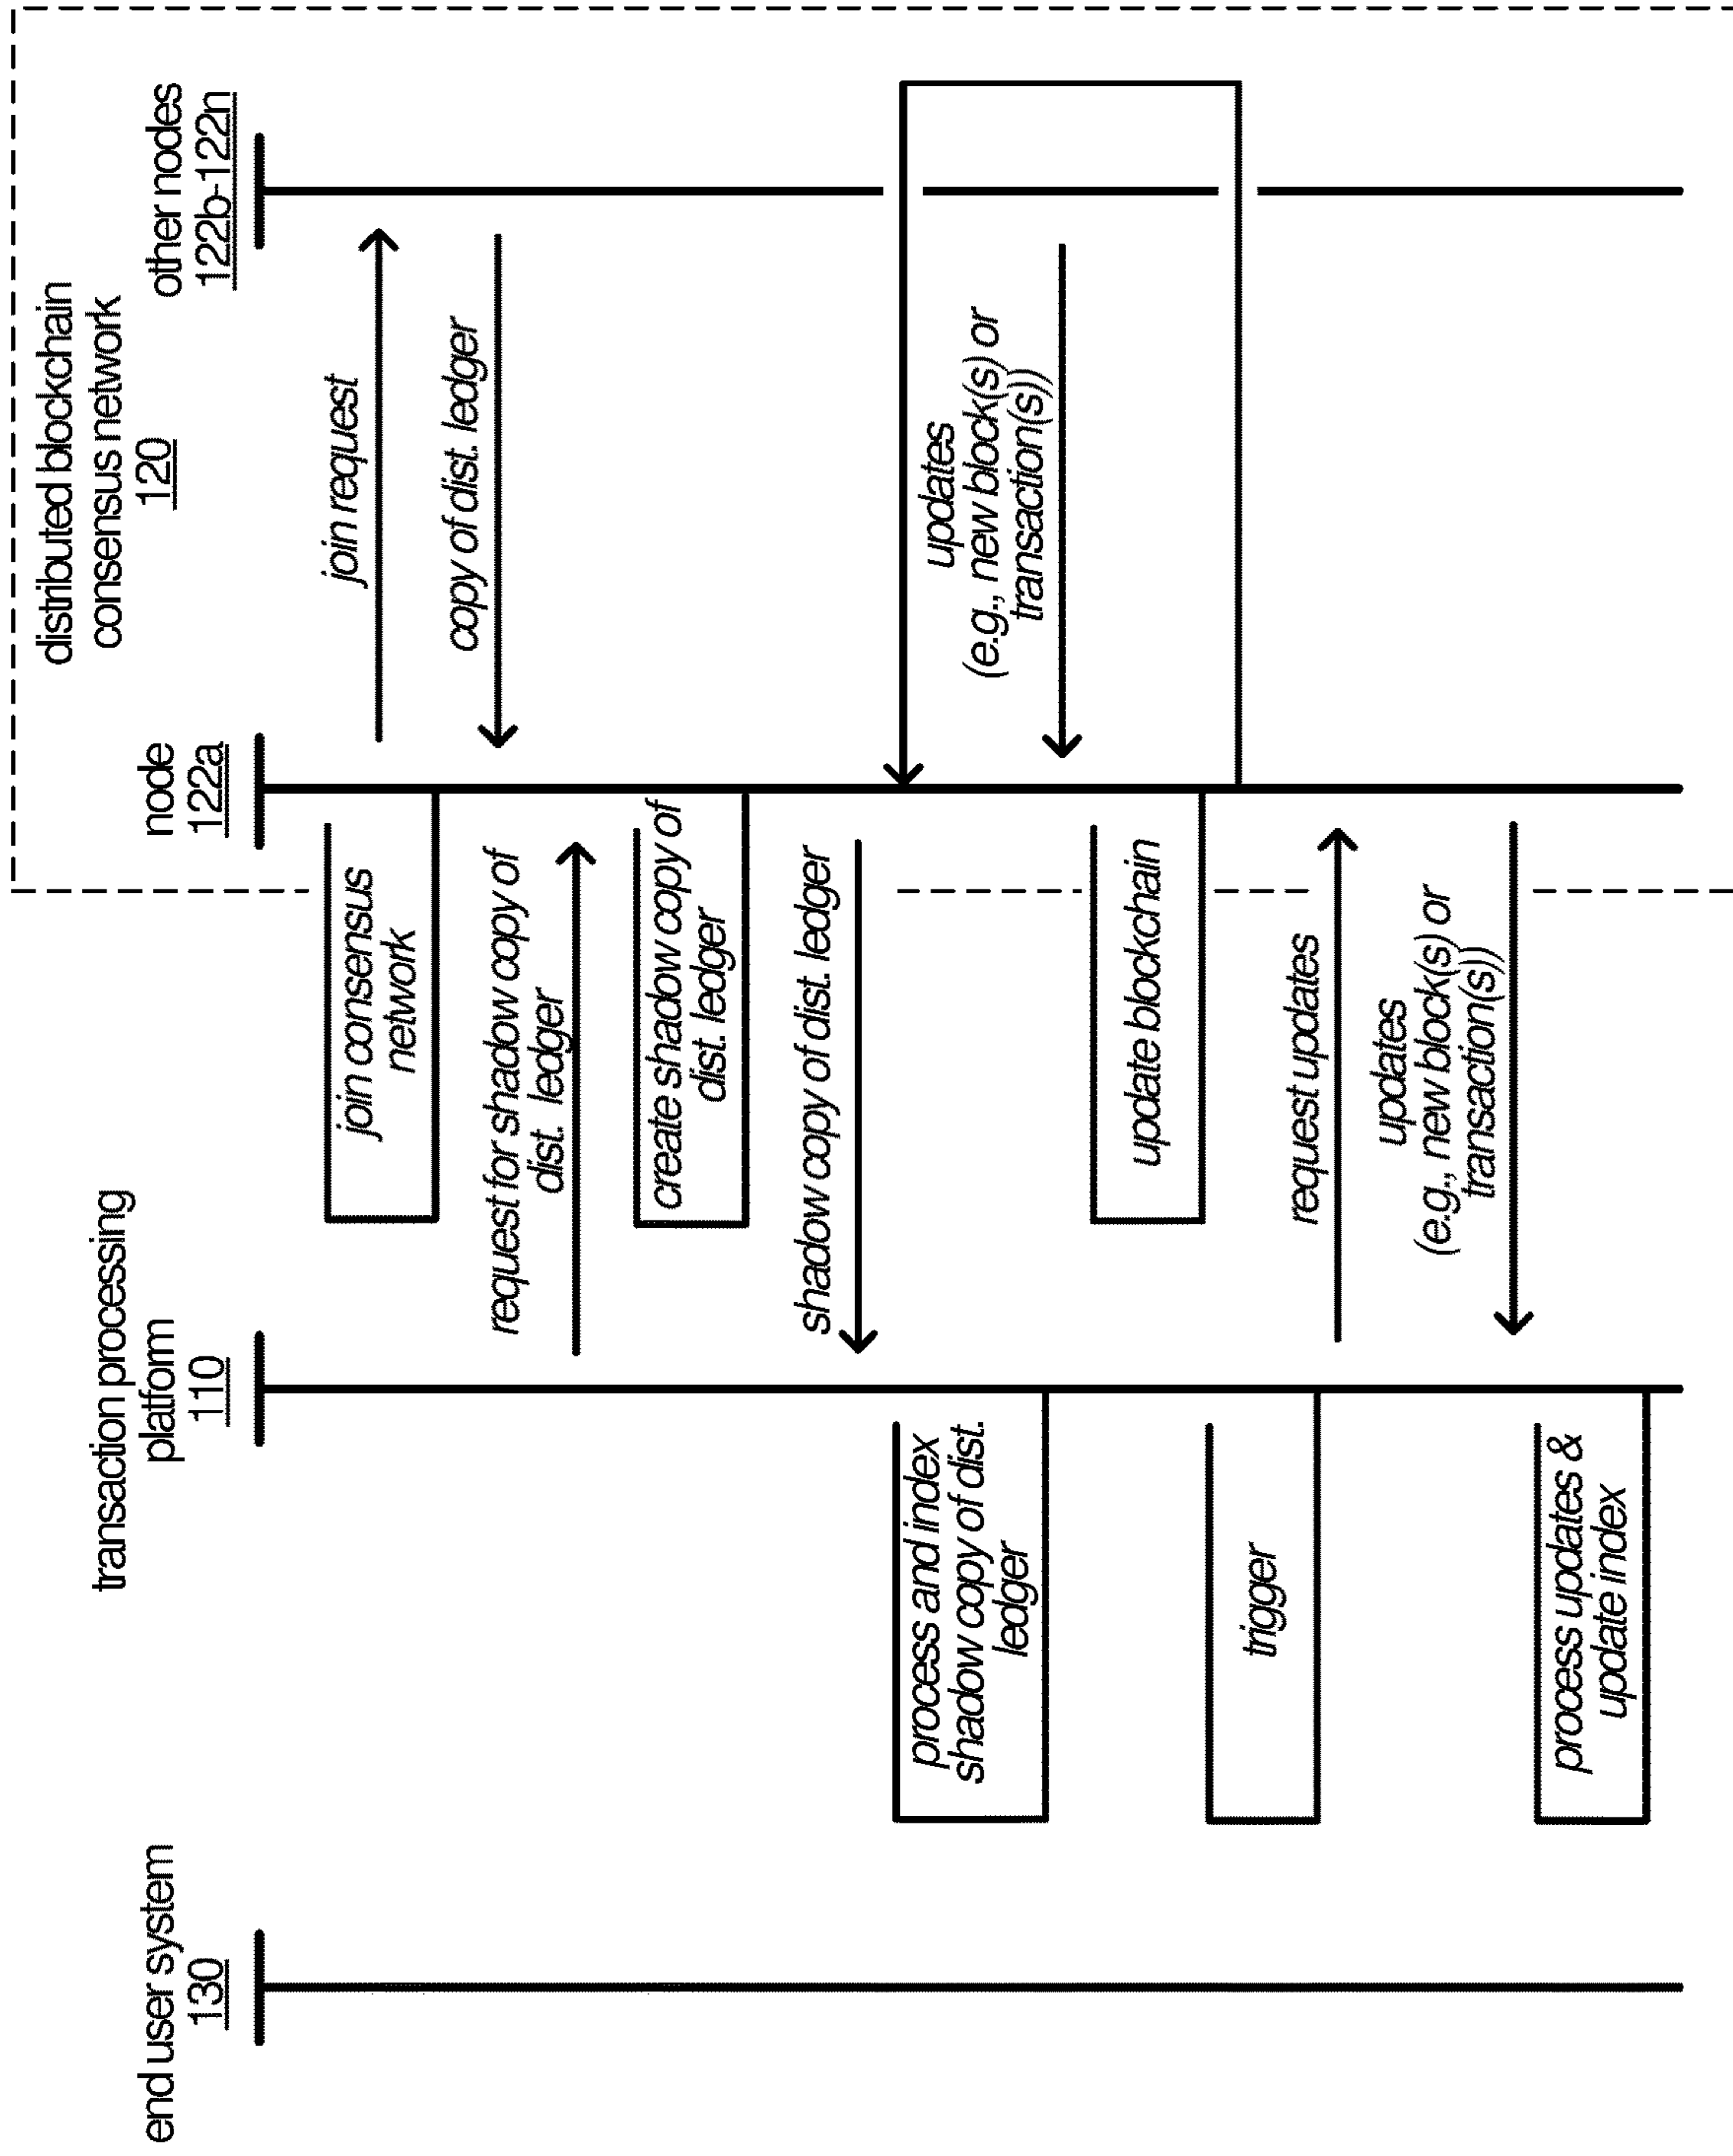 distributed blockchain
consensus network
120
end user system
130
transaction processing
platform
110
node
122a
other nodes
122b-122n
join consensus
network
join request
copy of dist. ledger
request for shadow copy of
dist. ledger
create shadow copy of
dist. ledger
shadow copy of dist. ledger
process and index
shadow copy of dist.
ledger
updates
(e.g., new block(s) or
transaction(s))
update blockchain
trigger
request updates
updates
(e.g., new block(s) or
transaction(s))
process updates &
update index